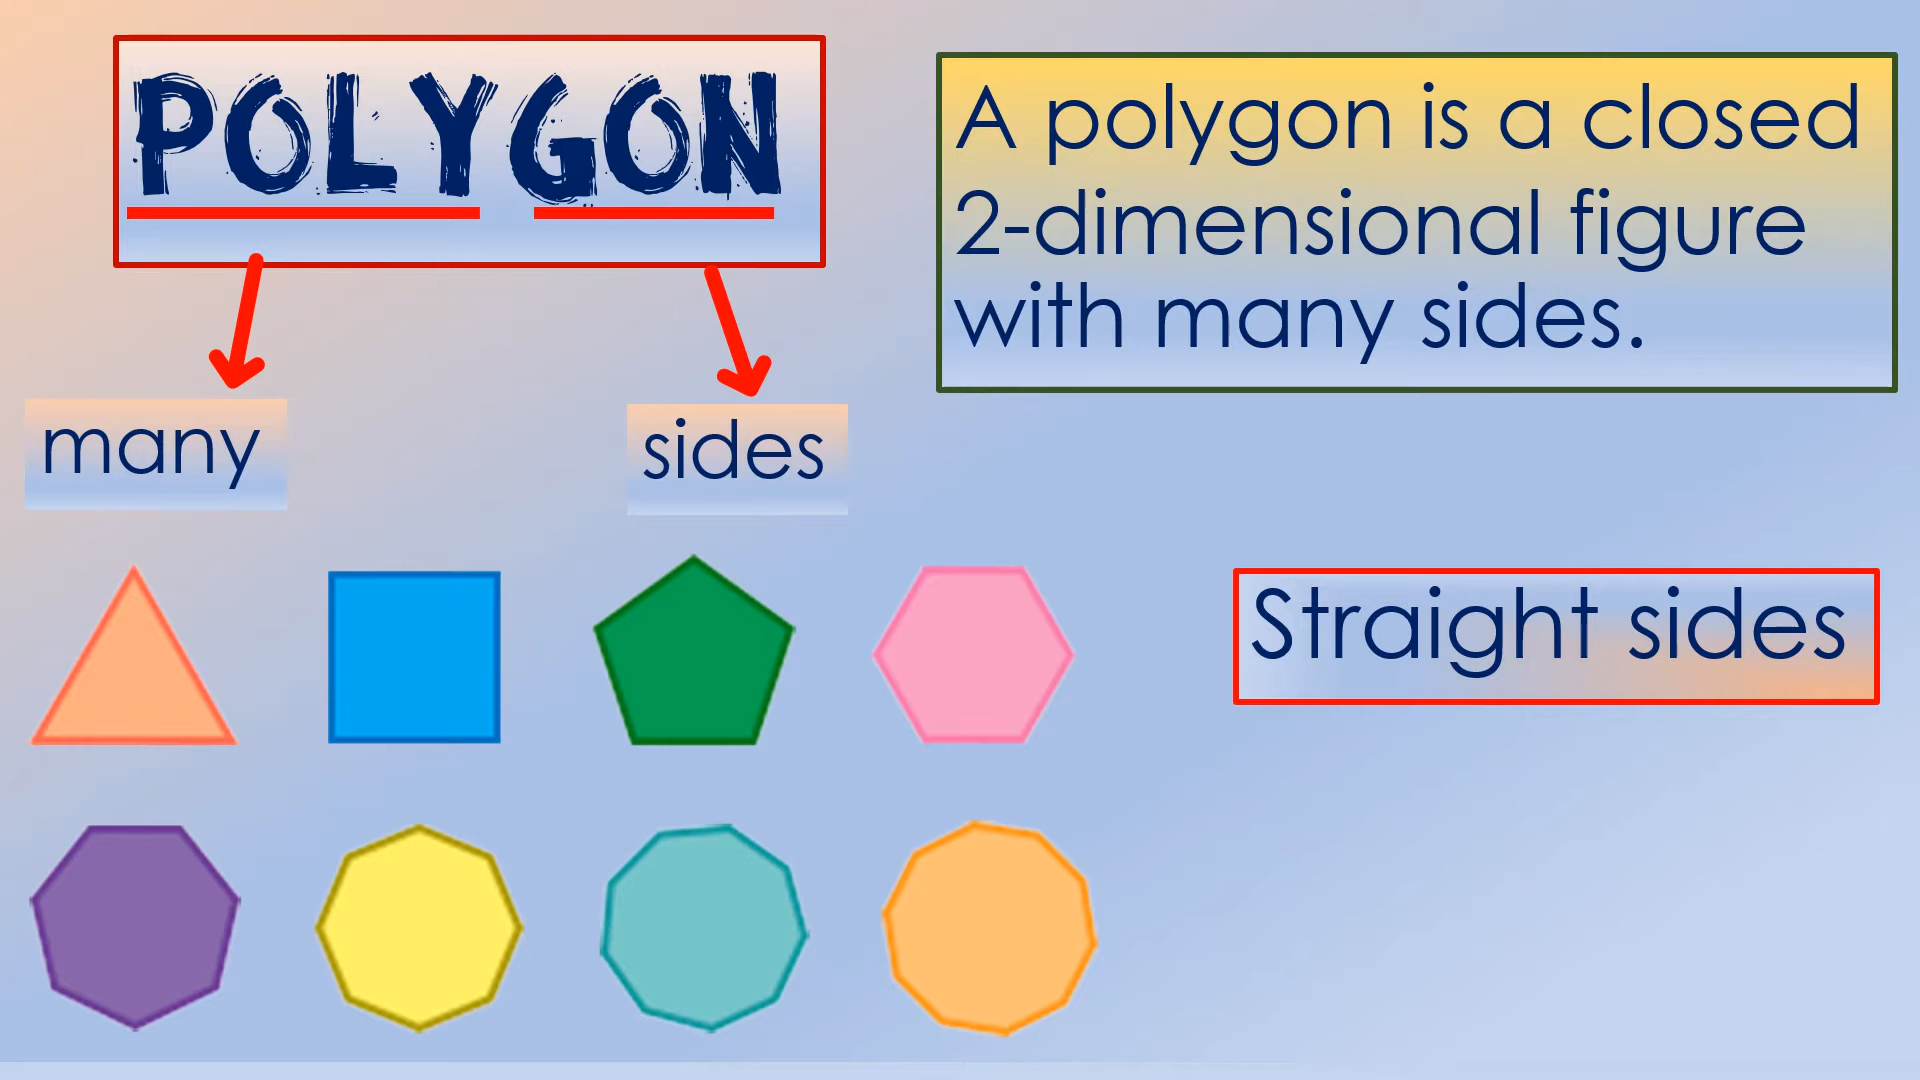 POLYGON
many
sides
A polygon is a closed
2-dimensional figure
with many sides.
Straight sides